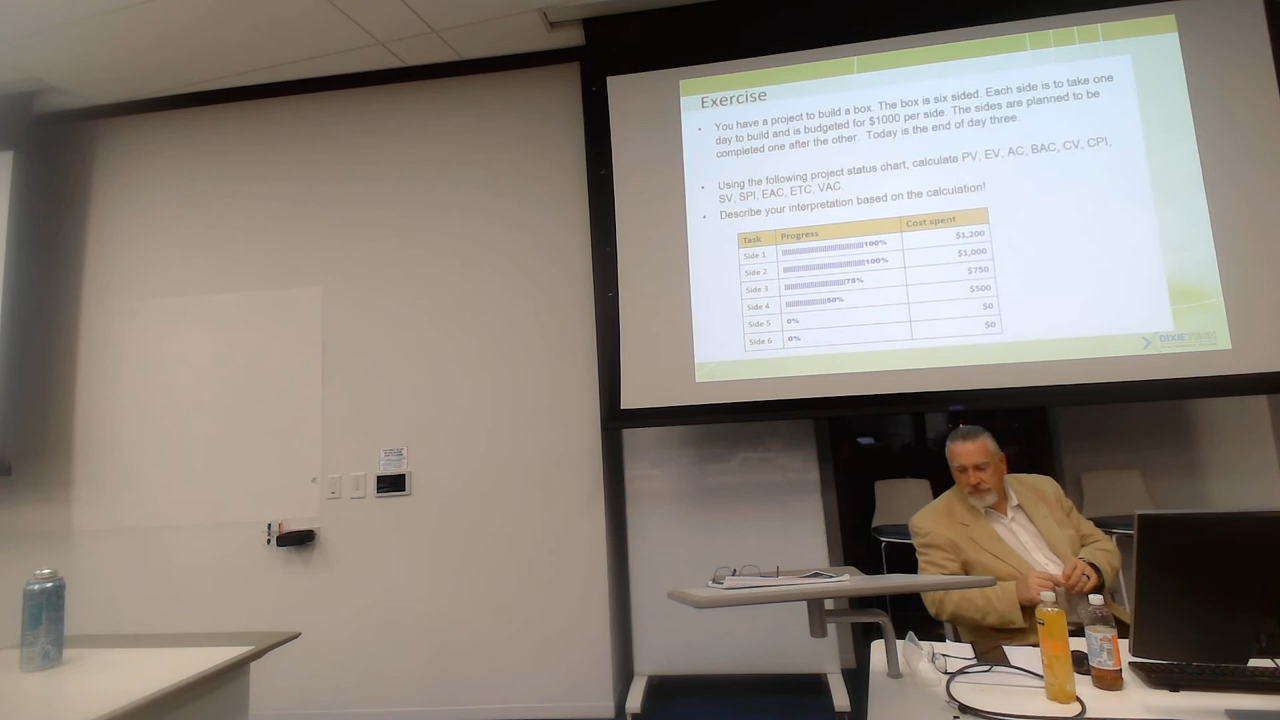 Exercise
• You have a project to build a box. The box is six sided. Each side is to take one
day to build and is budgeted for $1000 per side. The sides are planned to be
completed one after the other. Today is the end of day three.
• Using the following project status chart, calculate PV, EV, AC, BAC, CV, CPI,
SV, SPI, EAC, ETC, VAC.
• Describe your interpretation based on the calculation!
Task Progress Cost spent
Side 1 100% $1,200
Side 2 100% $1,000
Side 3 75% $750
Side 4 50% $500
Side 5 0% $0
Side 6 0% $0
DIXIE